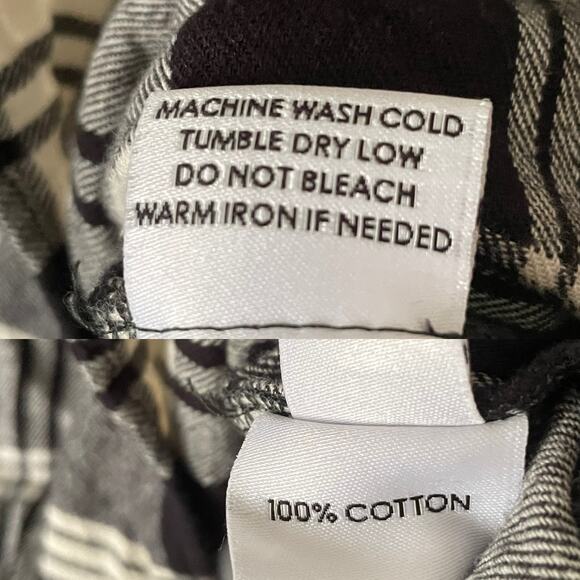 MACHINE WASH COLD
TUMBLE DRY LOW
DO NOT BLEACH
WARM IRON IF NEEDED
100% COTTON